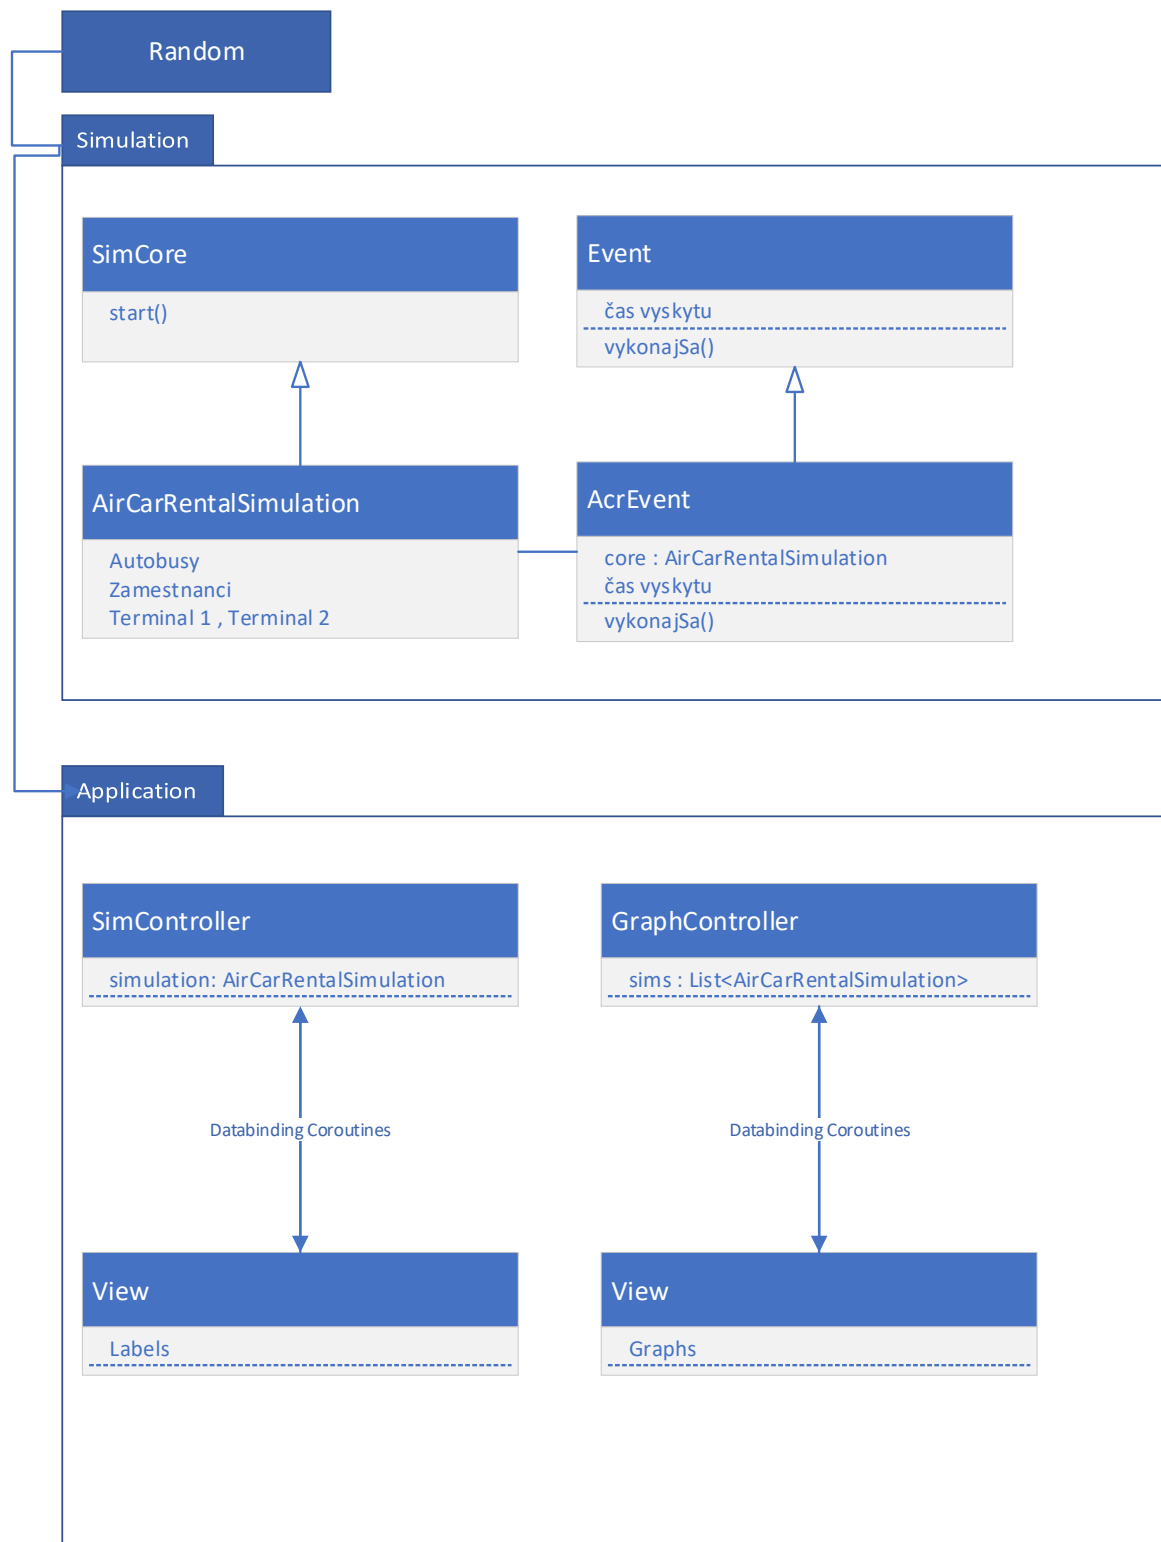 Random
Simulation
SimCore
start()
Event
čas vyskytu
vykonajSa()
AirCarRentalSimulation
Autobusy
Zamestnanci
Terminal 1 , Terminal 2
AcrEvent
core : AirCarRentalSimulation
čas vyskytu
vykonajSa()
Application
SimController
simulation: AirCarRentalSimulation
GraphController
sims : List<AirCarRentalSimulation>
Databinding Coroutines
Databinding Coroutines
View
Labels
View
Graphs